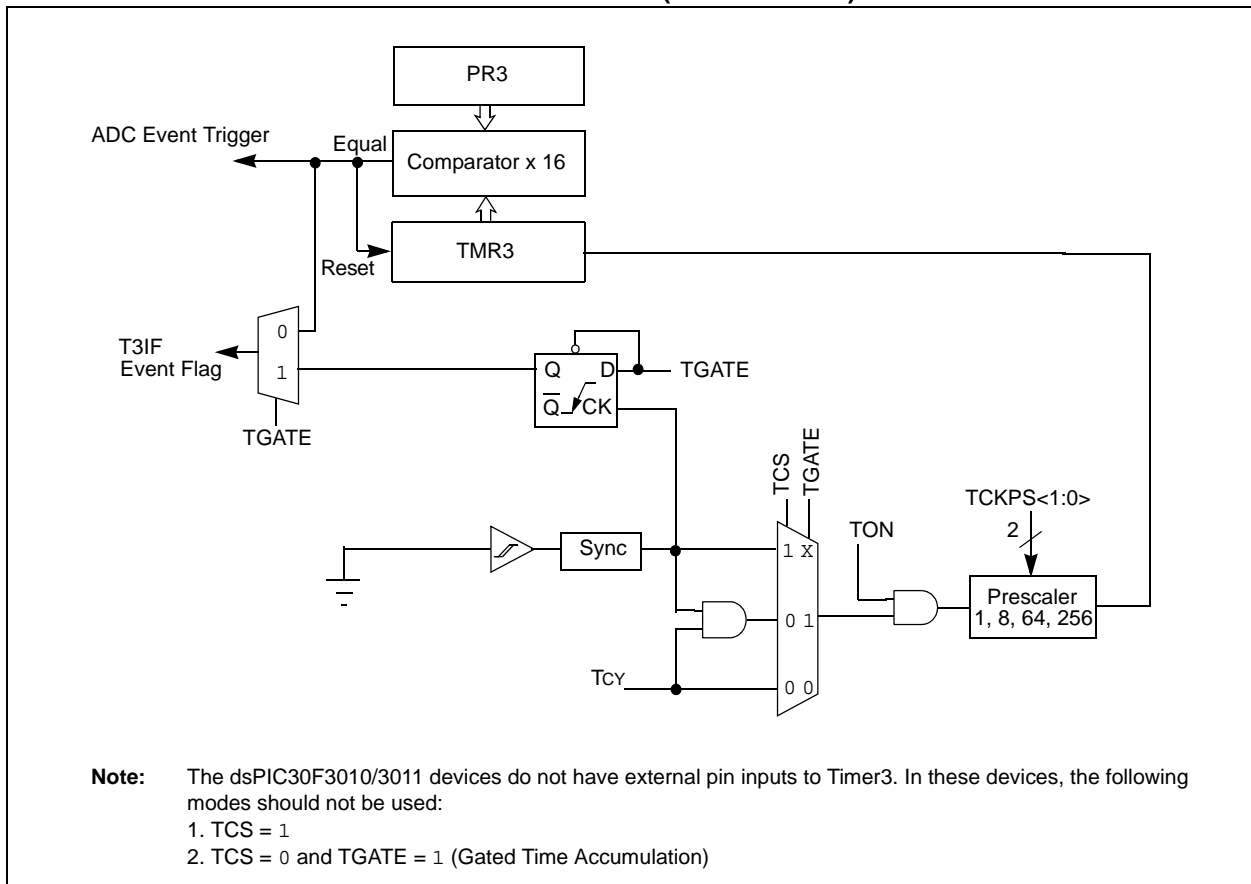 PR3
ADC Event Trigger
Equal
Comparator x 16
TMR3
Reset
0
1
T3IF
Event Flag
TGATE
Q
D
Q
CK
TGATE
TCS
TGATE
TCKPS<1:0>
2
TON
Sync
1 X
0 1
0 0
Prescaler
1, 8, 64, 256
TCY
Note: The dsPIC30F3010/3011 devices do not have external pin inputs to Timer3. In these devices, the following
modes should not be used:
1. TCS = 1
2. TCS = 0 and TGATE = 1 (Gated Time Accumulation)